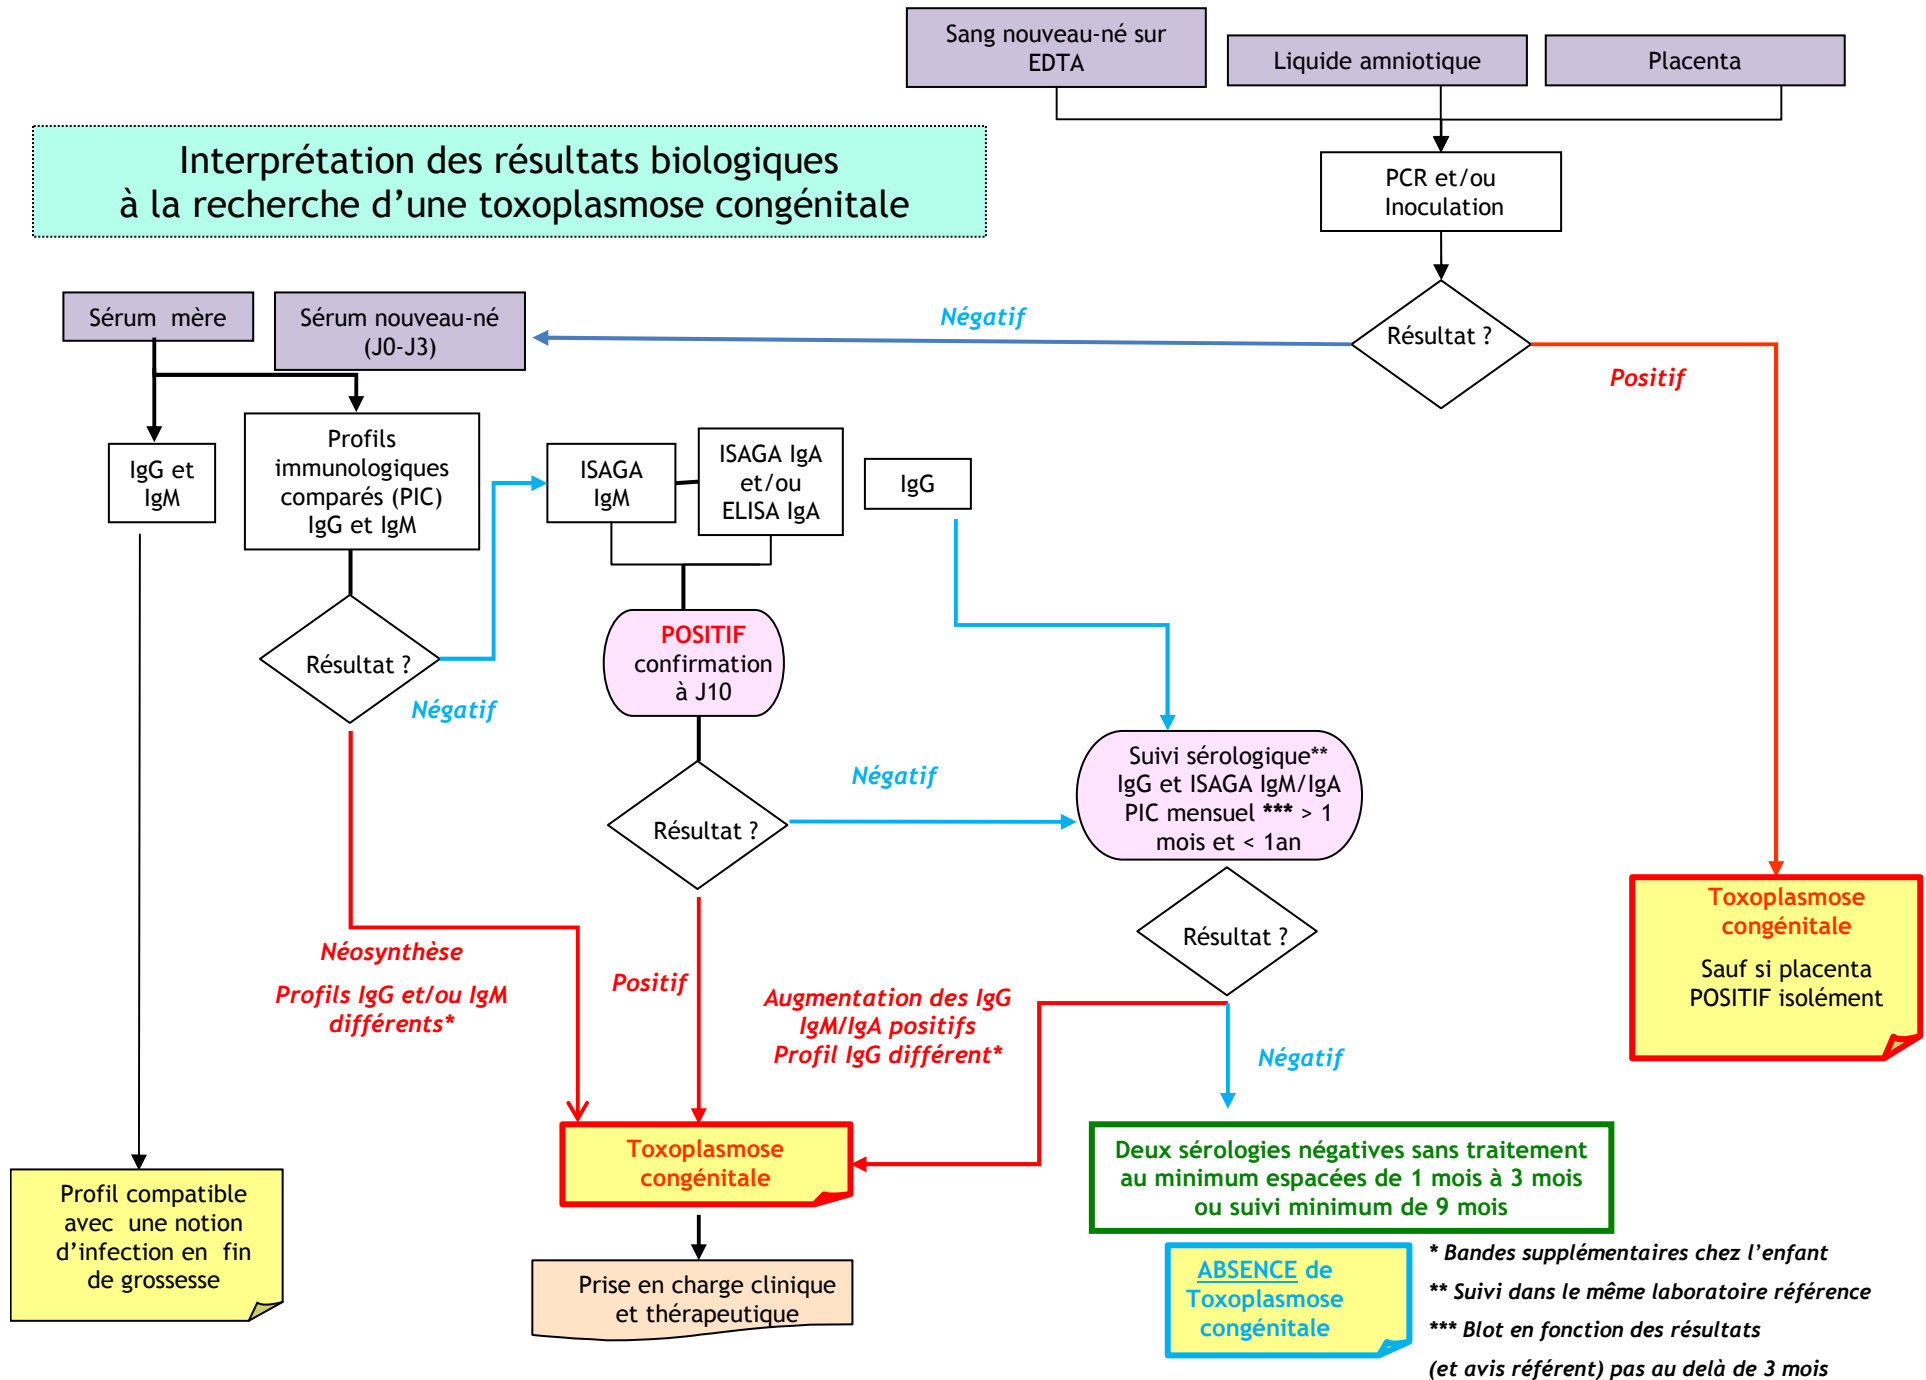 Sang nouveau-né sur
EDTA
Liquide amniotique
Placenta
Interprétation des résultats biologiques
à la recherche d’une toxoplasmose congénitale
PCR et/ou
Inoculation
Sérum mère
Sérum nouveau-né
(J0-J3)
Négatif
Résultat ?
Positif
IgG et
IgM
Profils
immunologiques
comparés (PIC)
IgG et IgM
ISAGA
IgM
ISAGA IgA
et/ou
ELISA IgA
IgG
Résultat ?
Négatif
POSITIF
confirmation
à J10
Suivi sérologique**
IgG et ISAGA IgM/IgA
PIC mensuel *** > 1
mois et < 1an
Négatif
Résultat ?
Résultat ?
Néosynthèse
Profils IgG et/ou IgM
différents*
Positif
Augmentation des IgG
IgM/IgA positifs
Profil IgG différent*
Négatif
Toxoplasmose
congénitale
Sauf si placenta
POSITIF isolément
Toxoplasmose
congénitale
Deux sérologies négatives sans traitement
au minimum espacées de 1 mois à 3 mois
ou suivi minimum de 9 mois
Profil compatible
avec une notion
d’infection en fin
de grossesse
Prise en charge clinique
et thérapeutique
ABSENCE de
Toxoplasmose
congénitale
* Bandes supplémentaires chez l’enfant
** Suivi dans le même laboratoire référence
*** Blot en fonction des résultats
(et avis référent) pas au delà de 3 mois